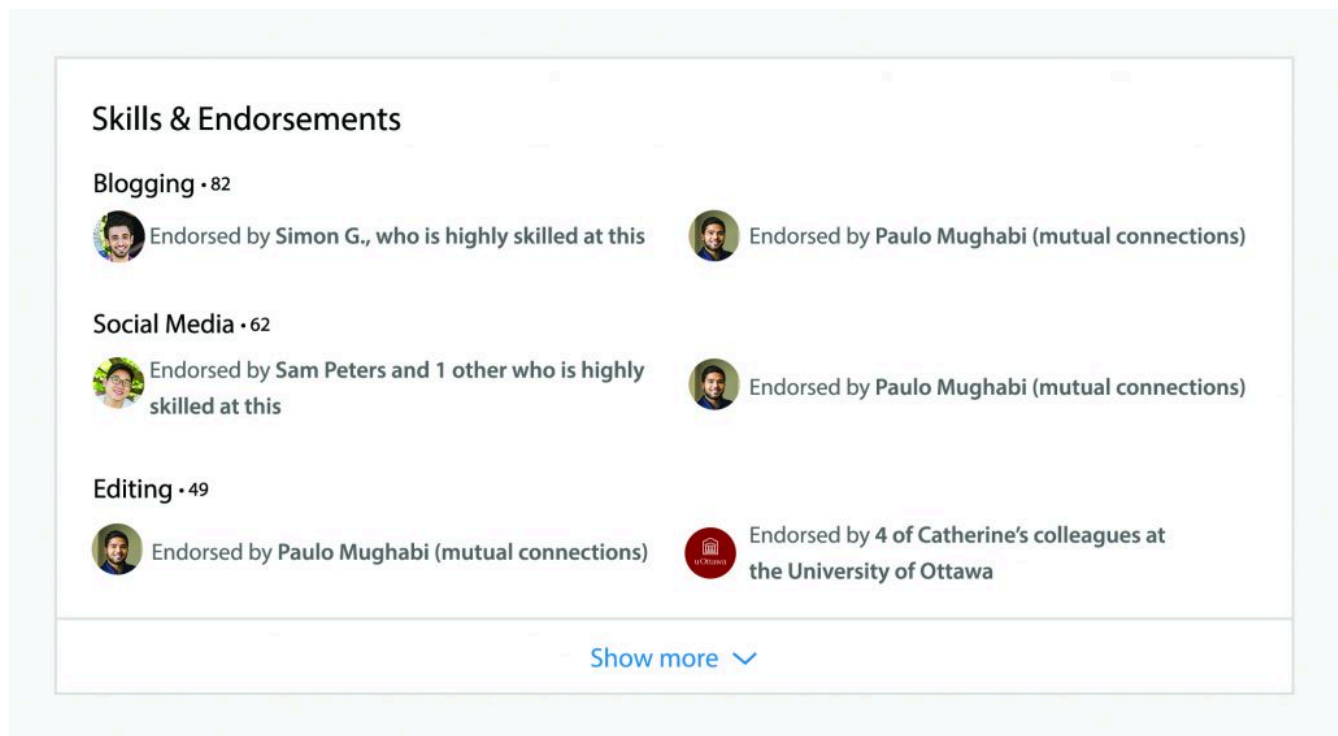 Skills & Endorsements
Blogging • 82
Endorsed by Simon G., who is highly skilled at this
Endorsed by Paulo Mughabi (mutual connections)
Social Media • 62
Endorsed by Sam Peters and 1 other who is highly
skilled at this
Endorsed by Paulo Mughabi (mutual connections)
Editing • 49
Endorsed by Paulo Mughabi (mutual connections)
uOttawa
Endorsed by 4 of Catherine’s colleagues at
the University of Ottawa
Show more